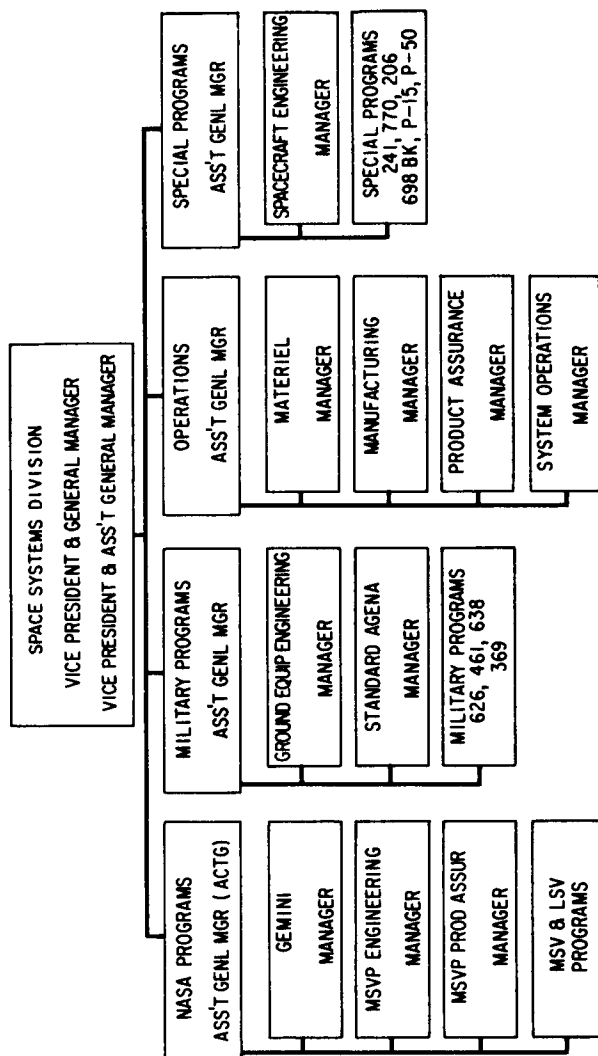 SPACE SYSTEMS DIVISION
VICE PRESIDENT & GENERAL MANAGER
VICE PRESIDENT & ASS'T GENERAL MANAGER
NASA PROGRAMS
ASS'T GENL MGR (ACTG)
GEMINI
MANAGER
MSVP ENGINEERING
MANAGER
MSVP PROD ASSUR
MANAGER
MSV & LSV
PROGRAMS
MILITARY PROGRAMS
ASS'T GENL MGR
GROUND EQUIP ENGINEERING
MANAGER
STANDARD AGENA
MANAGER
MILITARY PROGRAMS
626, 461, 638
369
OPERATIONS
ASS'T GENL MGR
MATERIEL
MANAGER
MANUFACTURING
MANAGER
PRODUCT ASSURANCE
MANAGER
SYSTEM OPERATIONS
MANAGER
SPECIAL PROGRAMS
ASS'T GENL MGR
SPACECRAFT ENGINEERING
MANAGER
SPECIAL PROGRAMS
241, 770, 206
698 BK, P-15, P-50